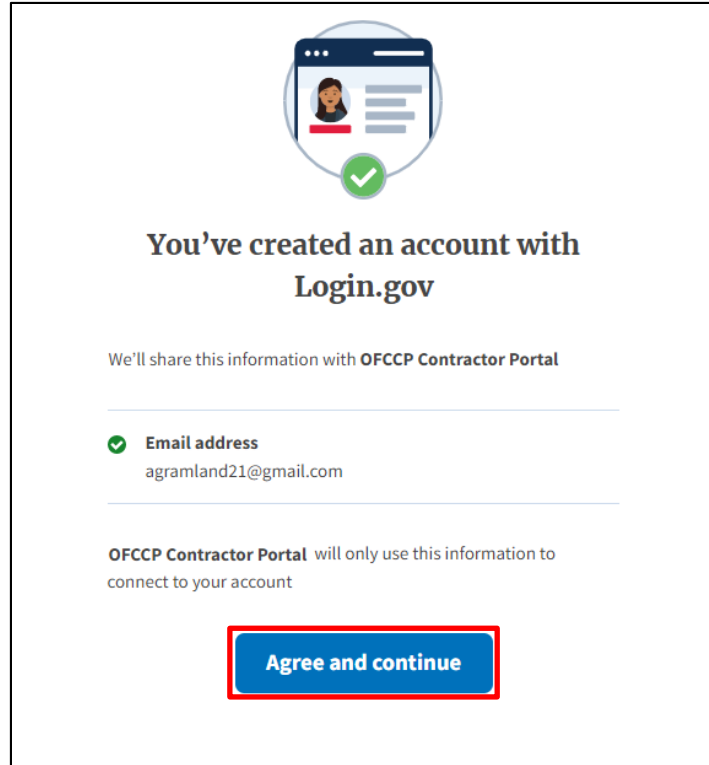 You’ve created an account with
Login.gov
We’ll share this information with OFCCP Contractor Portal
Email address
agramland21@gmail.com
OFCCP Contractor Portal will only use this information to
connect to your account
Agree and continue